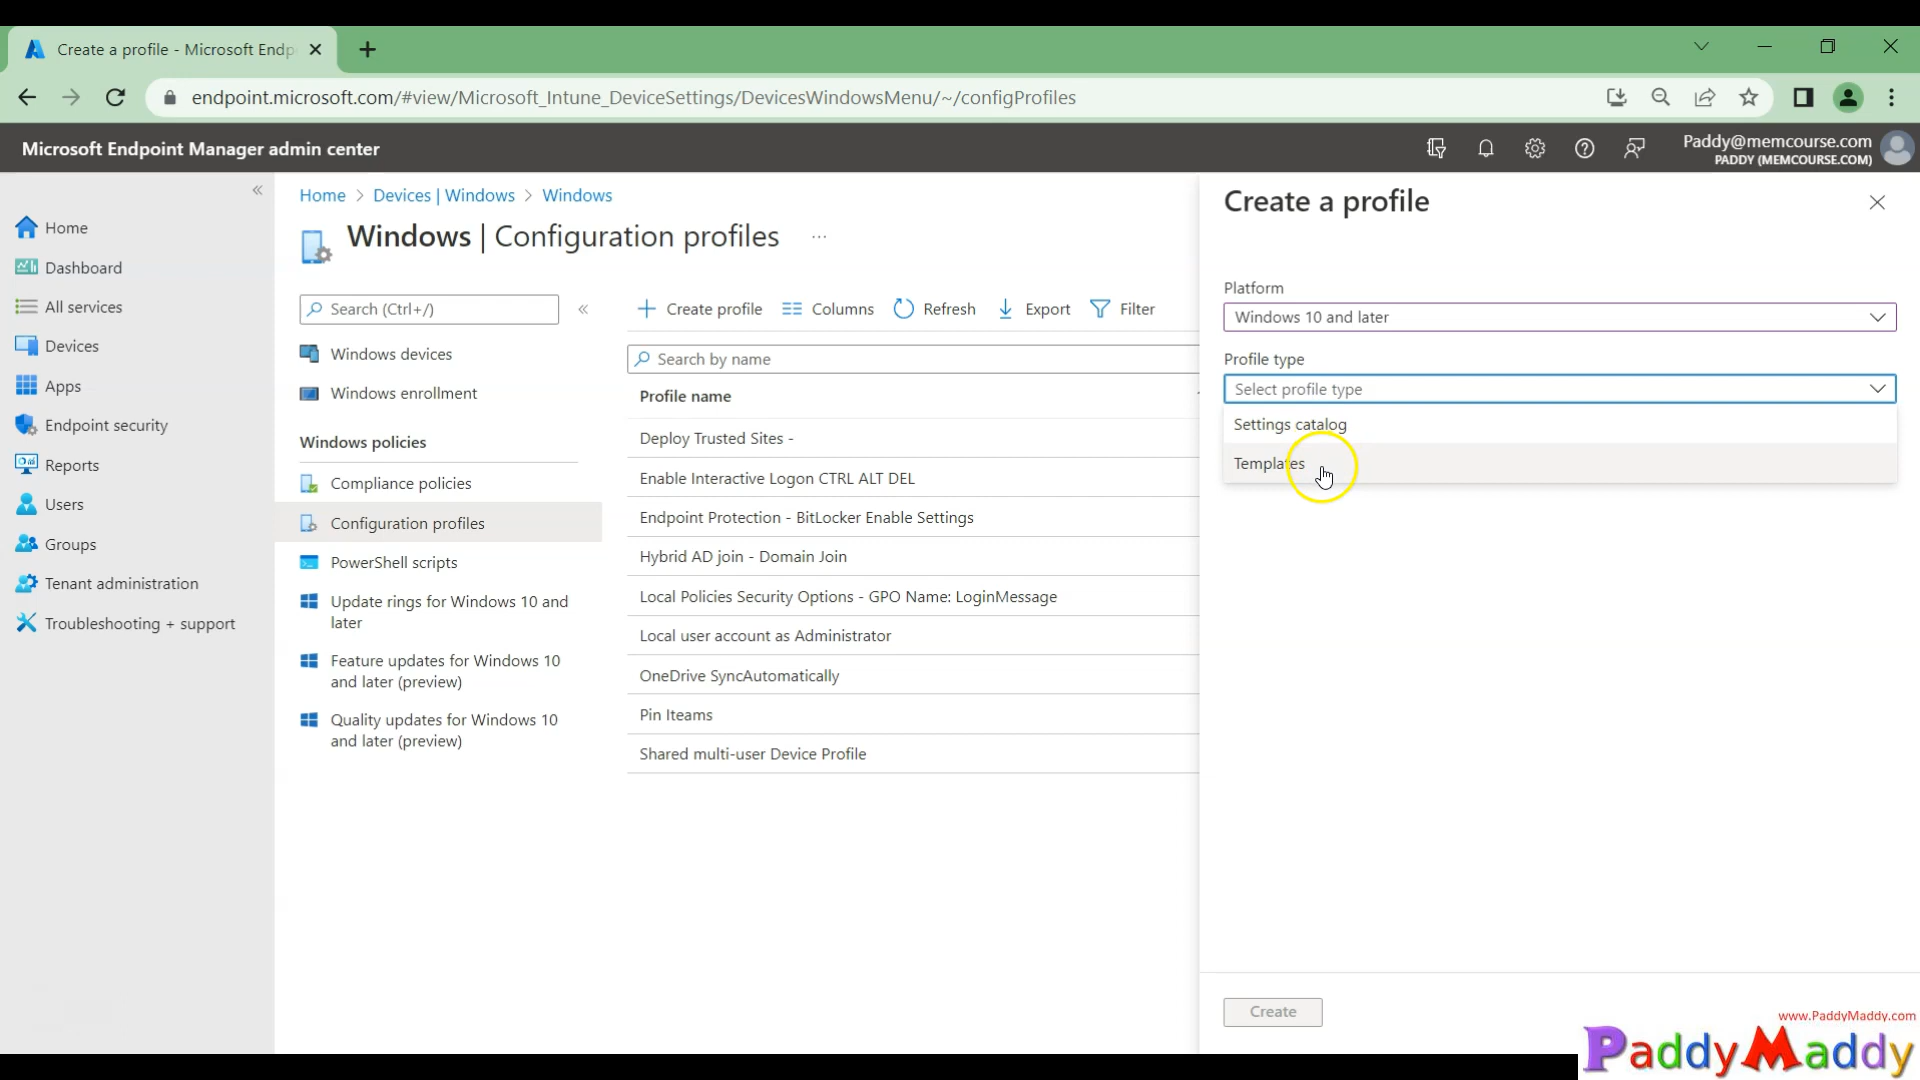 Create a profile - Microsoft Endp
endpoint.microsoft.com/#view/Microsoft_Intune_DeviceSettings/DevicesWindowsMenu/~/configProfiles
Microsoft Endpoint Manager admin center
Paddy@memcourse.com
PADDY (MEMCOURSE.COM)
Home
Dashboard
All services
Devices
Apps
Endpoint security
Reports
Users
Groups
Tenant administration
Troubleshooting + support
Home > Devices | Windows > Windows
Windows | Configuration profiles ...
Search (Ctrl+/)
Windows devices
Windows enrollment
Windows policies
Compliance policies
Configuration profiles
PowerShell scripts
Update rings for Windows 10 and
later
Feature updates for Windows 10
and later (preview)
Quality updates for Windows 10
and later (preview)
Create profile Columns Refresh Export Filter
Search by name
Profile name
Deploy Trusted Sites -
Enable Interactive Logon CTRL ALT DEL
Endpoint Protection - BitLocker Enable Settings
Hybrid AD join - Domain Join
Local Policies Security Options - GPO Name: LoginMessage
Local user account as Administrator
OneDrive SyncAutomatically
Pin Iteams
Shared multi-user Device Profile
Create a profile
Platform
Windows 10 and later
Profile type
Select profile type
Settings catalog
Templates
Create
www.PaddyMaddy.com
PaddyMaddy